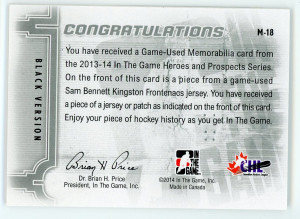 CONGRATULATIONS
M-18
You have received a Game-Used Memorabilia card from
the 2013-14 In The Game Heroes and Prospects Series.
On the front of this card is a piece from a game-used
Sam Bennett Kingston Frontenacs jersey. You have received
a piece of a jersey or patch as indicated on the front of this card.
Enjoy your piece of hockey history as you get In The Game.
BLACK VERSION
Brian H. Price
Dr. Brian H. Price
President, In The Game, Inc.
IN THE GAME
©2014 In The Game, Inc.
Made in Canada
CHL